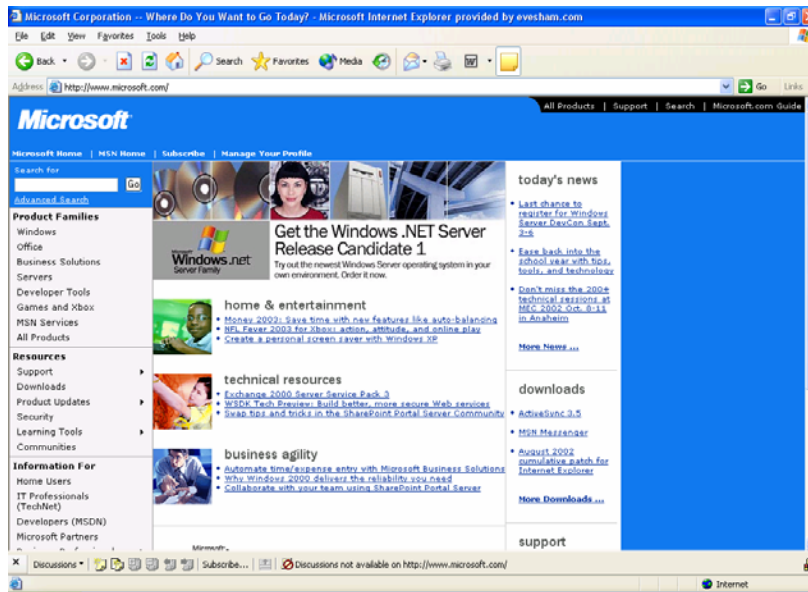 Microsoft Corporation -- Where Do You Want to Go Today? - Microsoft Internet Explorer provided by evesham.com
File Edit View Favorites Tools Help
Back Search Favorites Media
Address http://www.microsoft.com/ Go Links
All Products | Support | Search | Microsoft.com Guide
Microsoft
Microsoft Home | MSN Home | Subscribe | Manage Your Profile
Search for
Go
Advanced Search
Product Families
Windows
Office
Business Solutions
Servers
Developer Tools
Games and Xbox
MSN Services
All Products
Resources
Support
Downloads
Product Updates
Security
Learning Tools
Communities
Information For
Home Users
IT Professionals
(TechNet)
Developers (MSDN)
Microsoft Partners
Microsoft
Windows.net
Server Family
Get the Windows .NET Server
Release Candidate 1
Try out the newest Windows Server operating system in your
own environment. Order it now.
home & entertainment
Money 2003: Save time with new features like auto-balancing
NFL Fever 2003 for Xbox: action, attitude, and online play
Create a personal screen saver with Windows XP
technical resources
Exchange 2000 Server Service Pack 3
WSDK Tech Preview: Build better, more secure Web services
Swap tips and tricks in the SharePoint Portal Server Community
business agility
Automate time/expense entry with Microsoft Business Solutions
Why Windows 2000 delivers the reliability you need
Collaborate with your team using SharePoint Portal Server
Microsoft
today's news
Last chance to
register for Windows
Server DevCon Sept.
3-6
Ease back into the
school year with tips,
tools, and technology
Don't miss the 200+
technical sessions at
MEC 2002 Oct. 8-11
in Anaheim
More News ...
downloads
ActiveSync 3.5
MSN Messenger
August 2002
cumulative patch for
Internet Explorer
More Downloads ...
support
Discussions Subscribe... Discussions not available on http://www.microsoft.com/
Internet